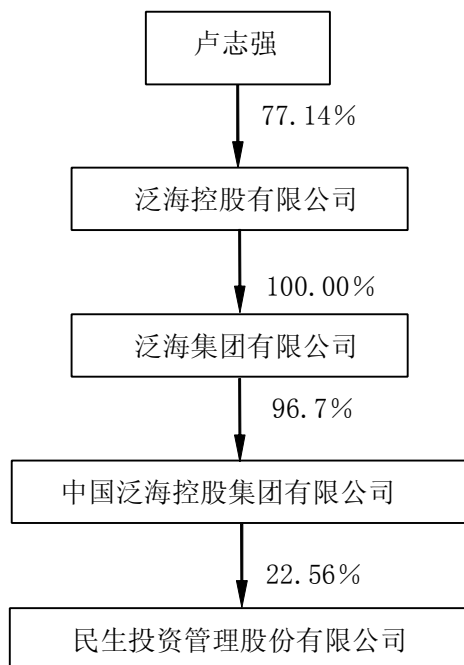 卢志强
77.14％
泛海控股有限公司
100.00％
泛海集团有限公司
96.7％
中国泛海控股集团有限公司
22.56％
民生投资管理股份有限公司